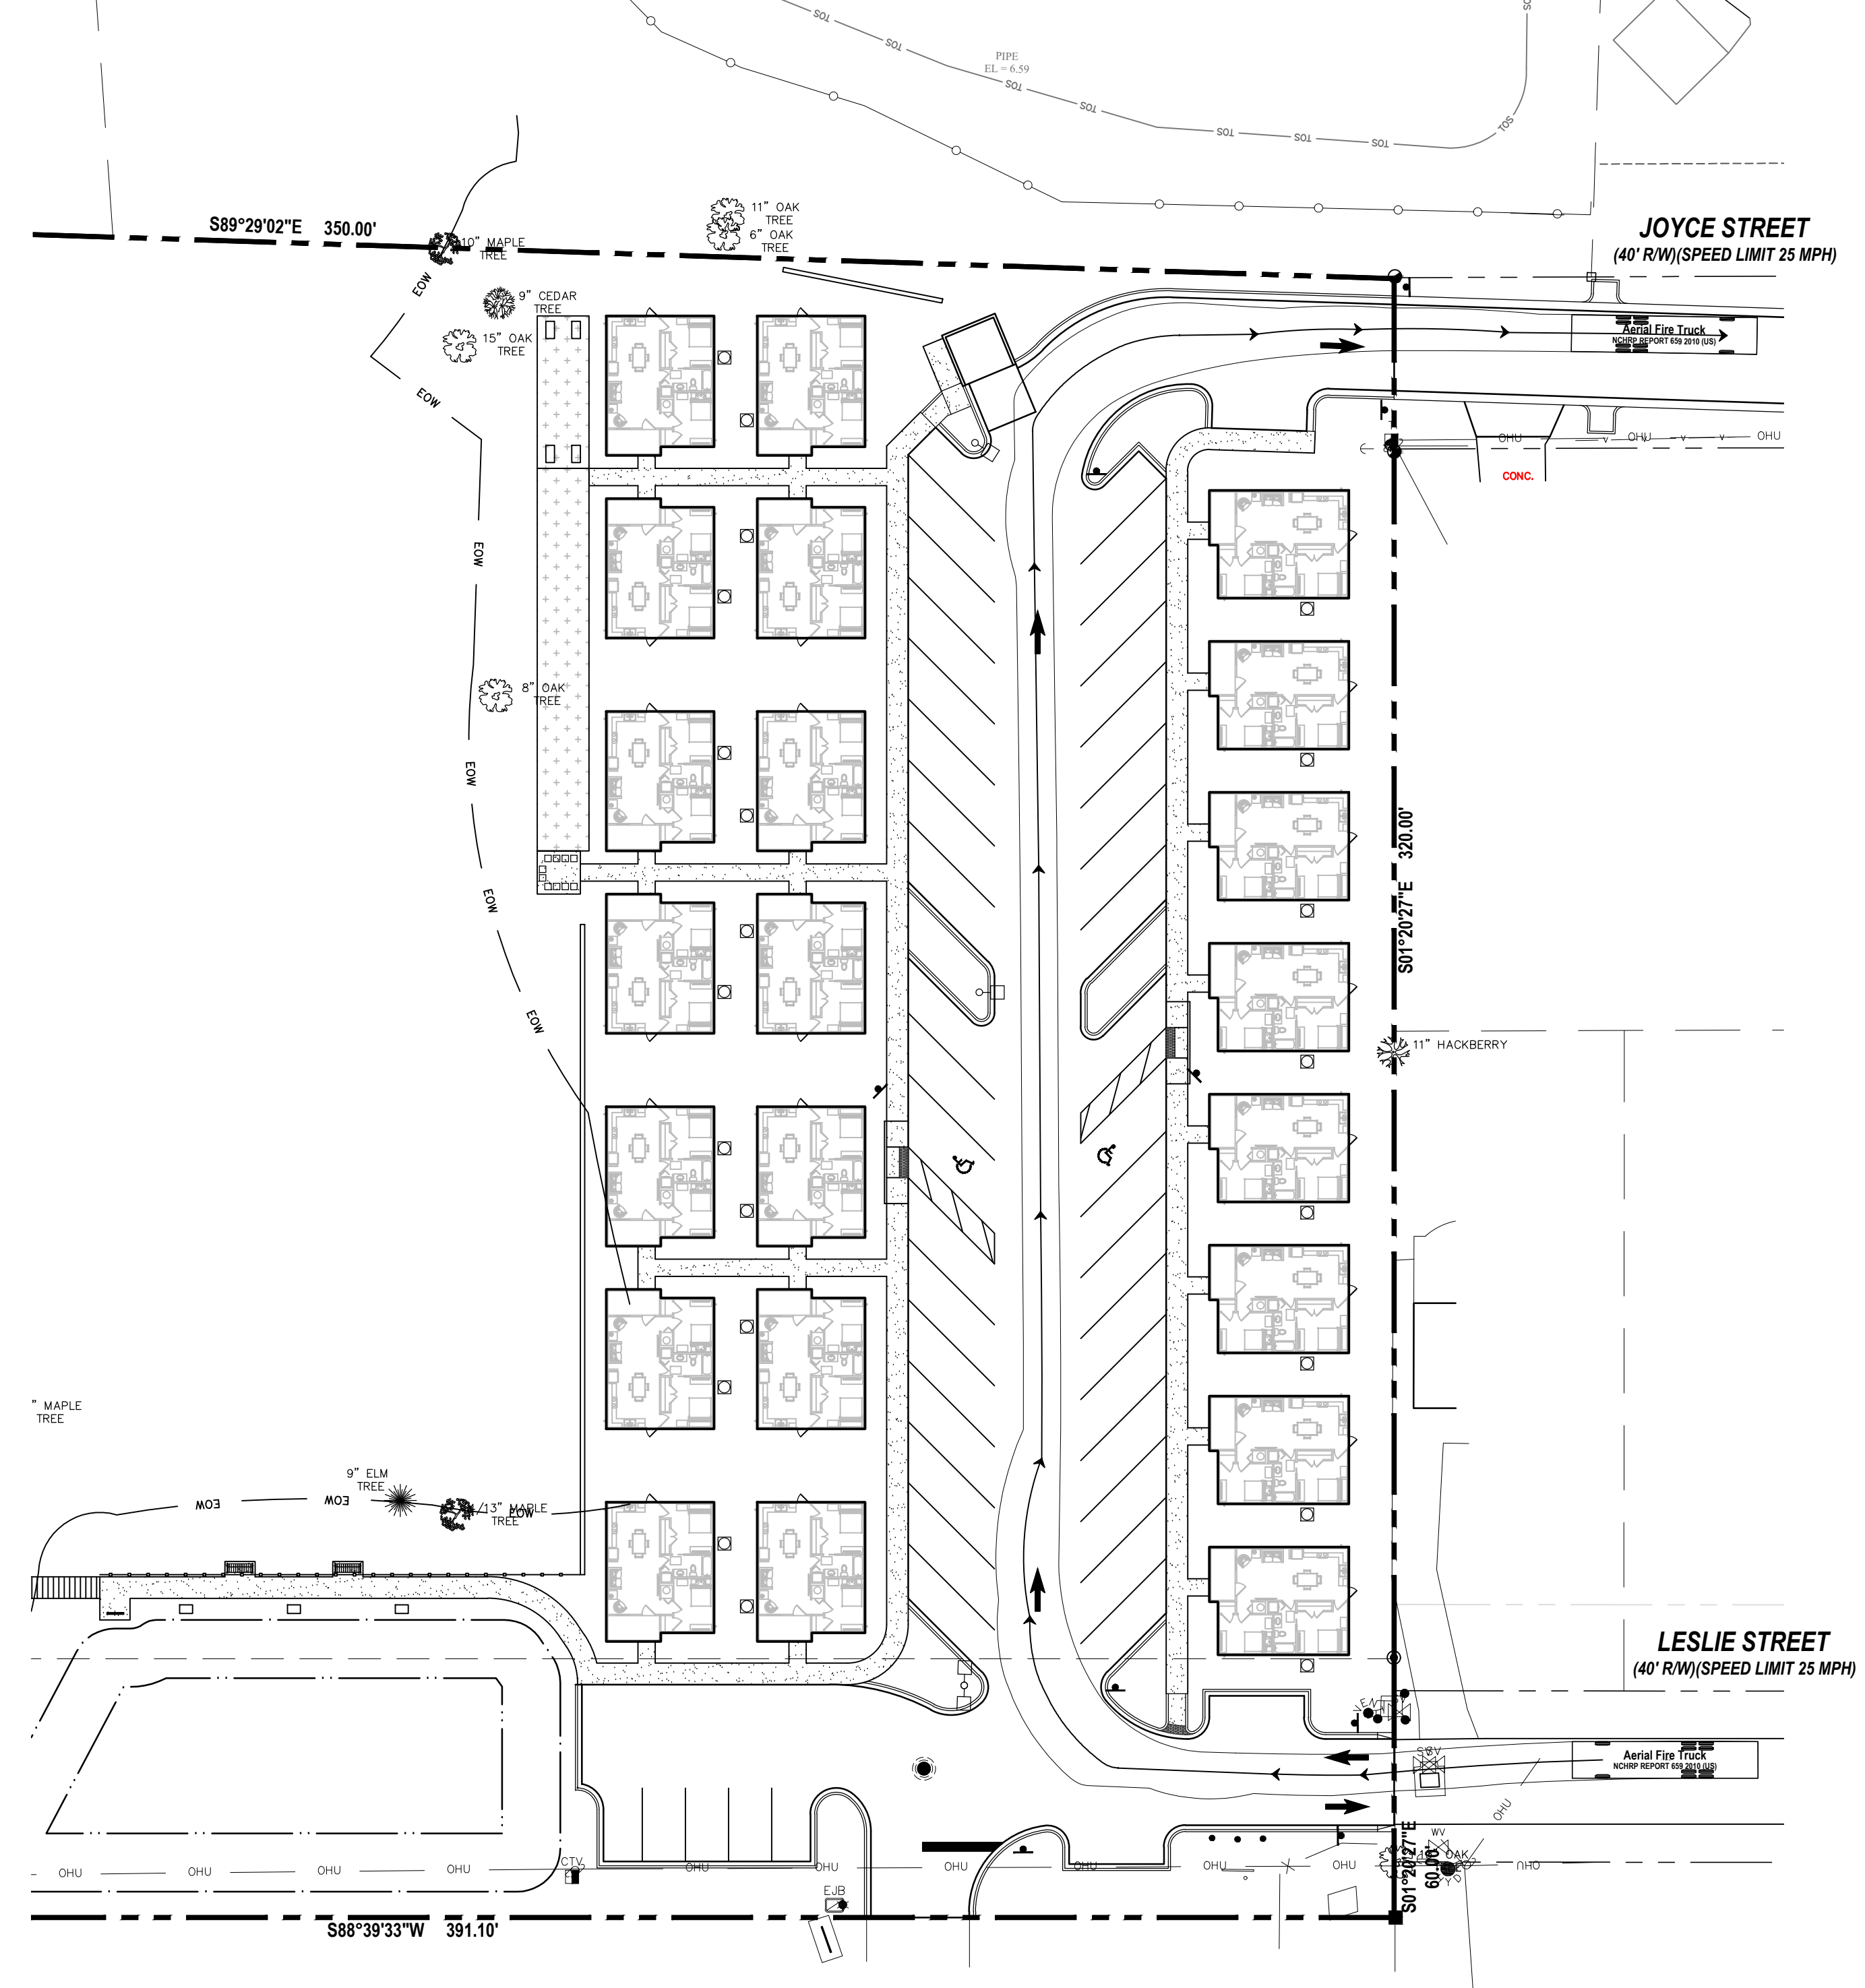 TOS
TOS
TOS
PIPE
EL = 6.59
TOS
TOS
TOS
TOS
TOS
TOS
S89°29'02"E 350.00'
10" MAPLE
TREE
11" OAK
TREE
6" OAK
TREE
JOYCE STREET
(40' R/W)(SPEED LIMIT 25 MPH)
EOW
9" CEDAR
TREE
15" OAK
TREE
Aerial Fire Truck
NCHRP REPORT 659 2010 (US)
EOW
OHU
OHU
OHU
CONC.
EOW
8" OAK
TREE
EOW
S01°20'27"E 320.00'
EOW
EOW
11" HACKBERRY
" MAPLE
TREE
9" ELM
TREE
EOW
EOW
13" MAPLE
TREE
EOW
LESLIE STREET
(40' R/W)(SPEED LIMIT 25 MPH)
Aerial Fire Truck
NCHRP REPORT 659 2010 (US)
OHU
WV
S01°20'27"E
60.00'
OAK
OHU
OHU
OHU
OHU
CTV
OHU
OHU
OHU
OHU
OHU
OHU
OHU
EJB
S88°39'33"W 391.10'